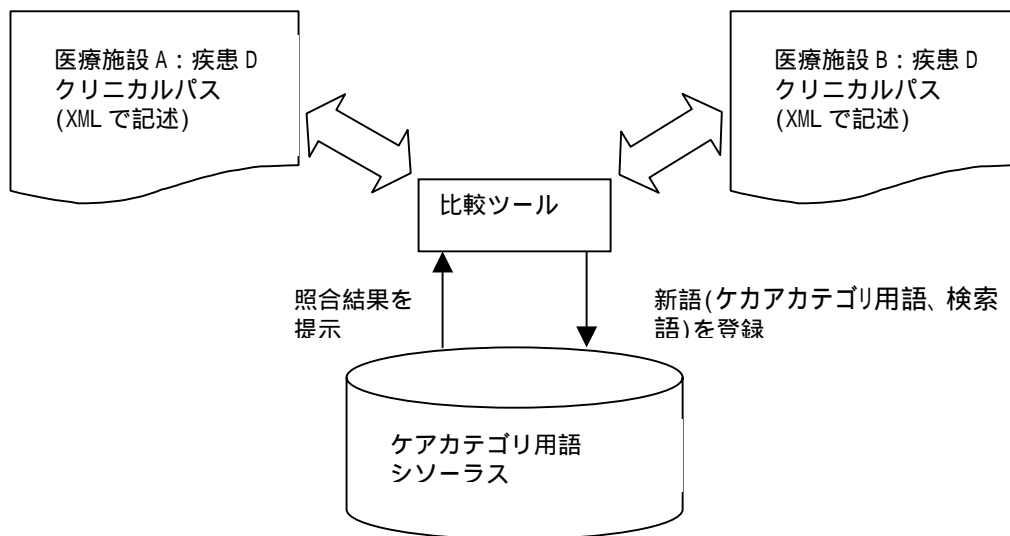 医療施設 A：疾患 D
クリニカルパス
(XML で記述)
医療施設 B：疾患 D
クリニカルパス
(XML で記述)
比較ツール
照合結果を
提示
新語(ケカアカテゴリ用語、検索
語)を登録
ケアカテゴリ用語
シソーラス